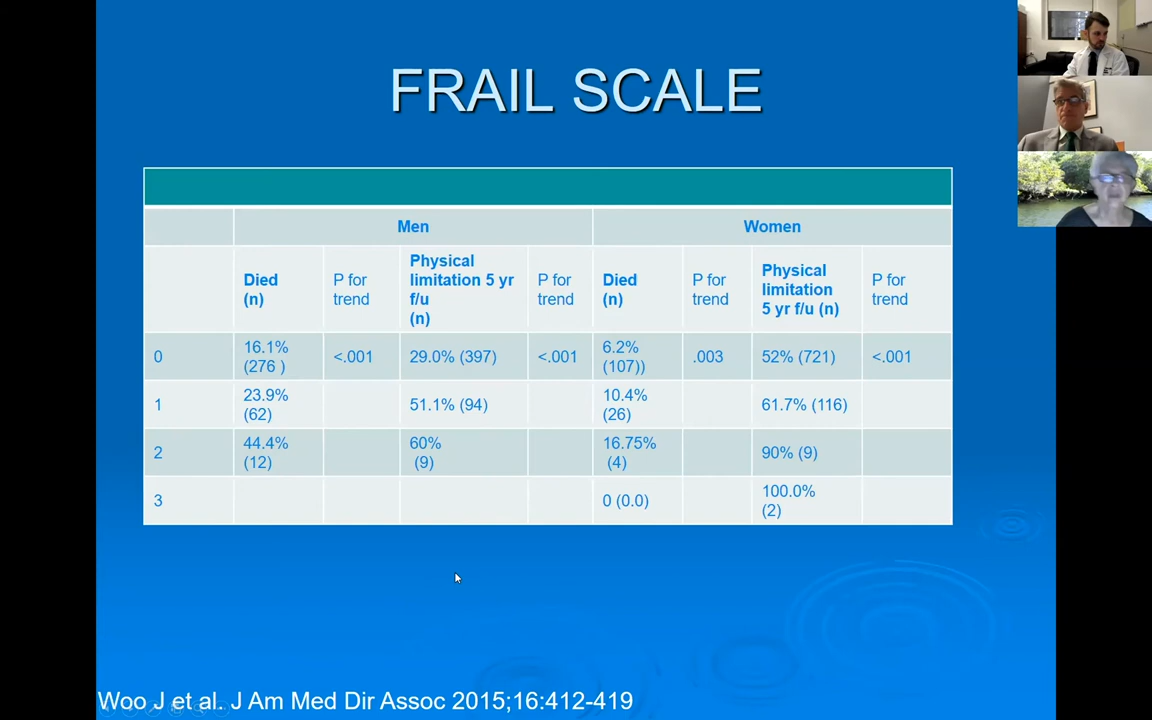 FRAIL SCALE
Men Women
Died
(n)
P for
trend
Physical
limitation 5 yr
f/u
(n)
P for
trend
Died
(n)
P for
trend
Physical
limitation
5 yr f/u (n)
P for
trend
0
16.1%
(276 )
<.001
29.0% (397)
<.001
6.2%
(107))
.003
52% (721)
<.001
1
23.9%
(62)
51.1% (94)
10.4%
(26)
61.7% (116)
2
44.4%
(12)
60%
(9)
16.75%
(4)
90% (9)
3
0 (0.0)
100.0%
(2)
Woo J et al. J Am Med Dir Assoc 2015;16:412-419